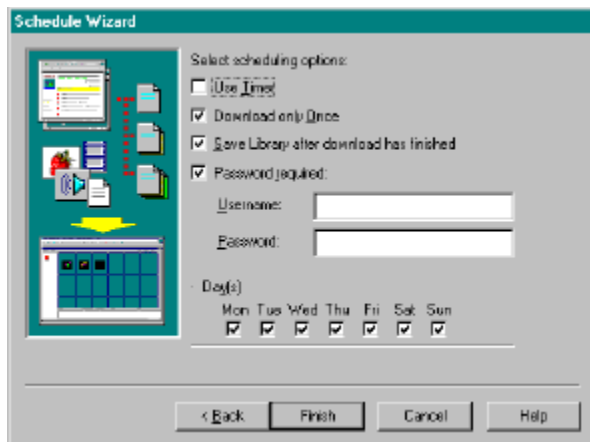 Schedule Wizard
Select scheduling options:
Use Timer
Download only Once
Save Library after download has finished
Password required:
Username:
Password:
Day(s)
Mon Tue Wed Thu Fri Sat Sun
< Back Finish Cancel Help